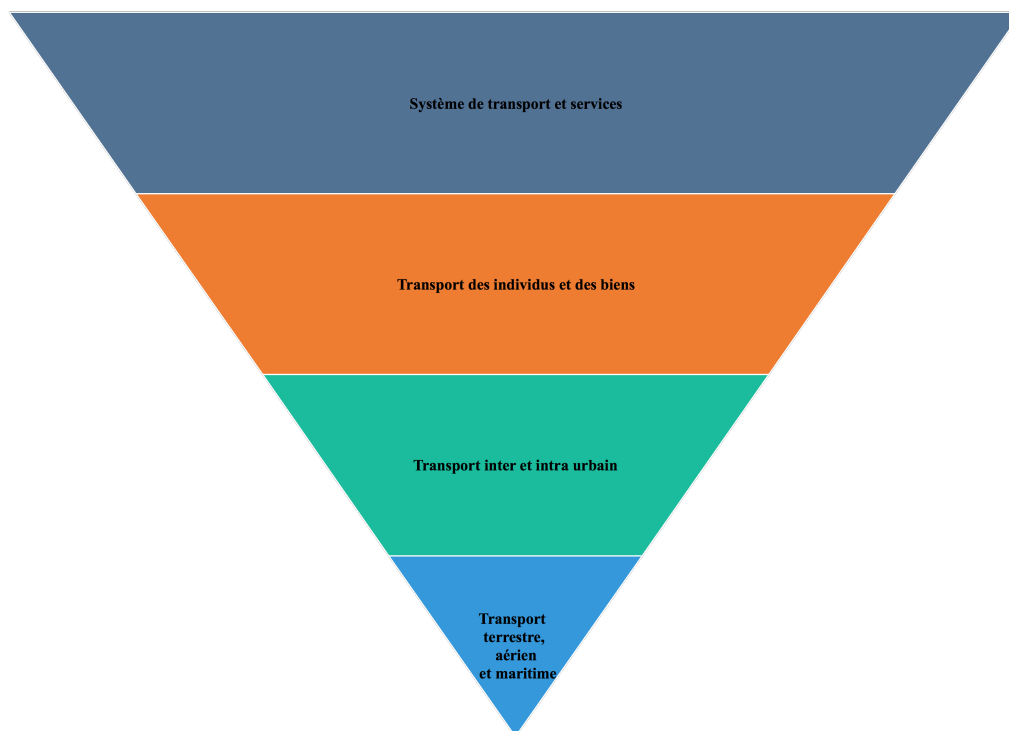 Système de transport et services
Transport des individus et des biens
Transport inter et intra urbain
Transport
terrestre,
aérien
et maritime